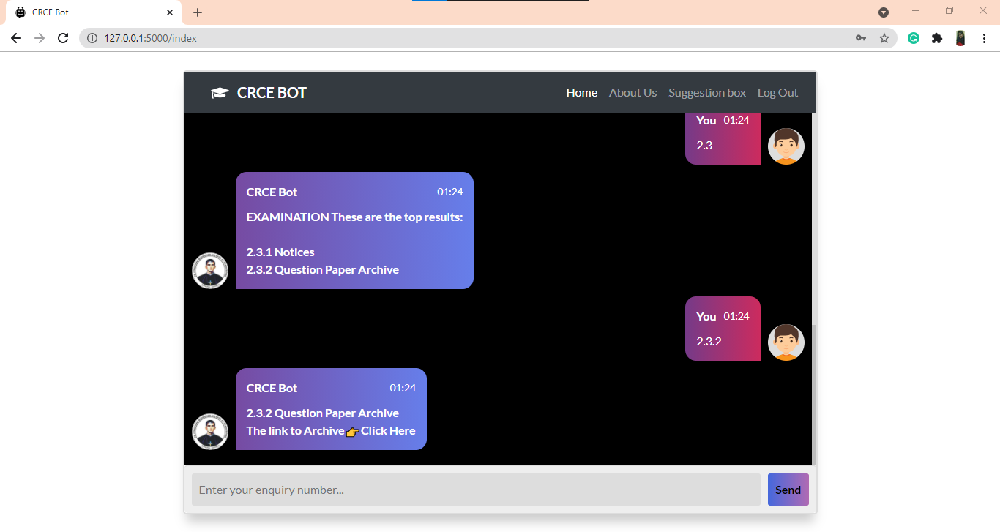 CRCE Bot
127.0.0.1:5000/index
CRCE BOT
Home About Us Suggestion box Log Out
You 01:24
2.3
CRCE Bot 01:24
EXAMINATION These are the top results:
2.3.1 Notices
2.3.2 Question Paper Archive
You 01:24
2.3.2
CRCE Bot 01:24
2.3.2 Question Paper Archive
The link to Archive👉Click Here
Enter your enquiry number...
Send